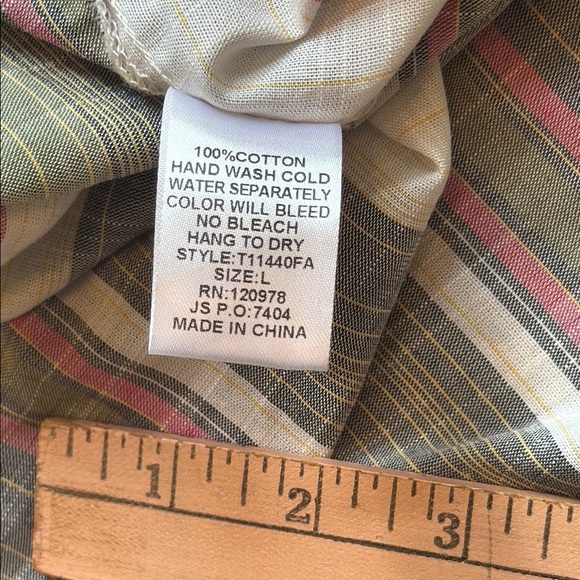 100%COTTON
HAND WASH COLD
WATER SEPARATELY
COLOR WILL BLEED
NO BLEACH
HANG TO DRY
STYLE:T11440FA
SIZE:L
RN:120978
JS P.O:7404
MADE IN CHINA
1 2 3